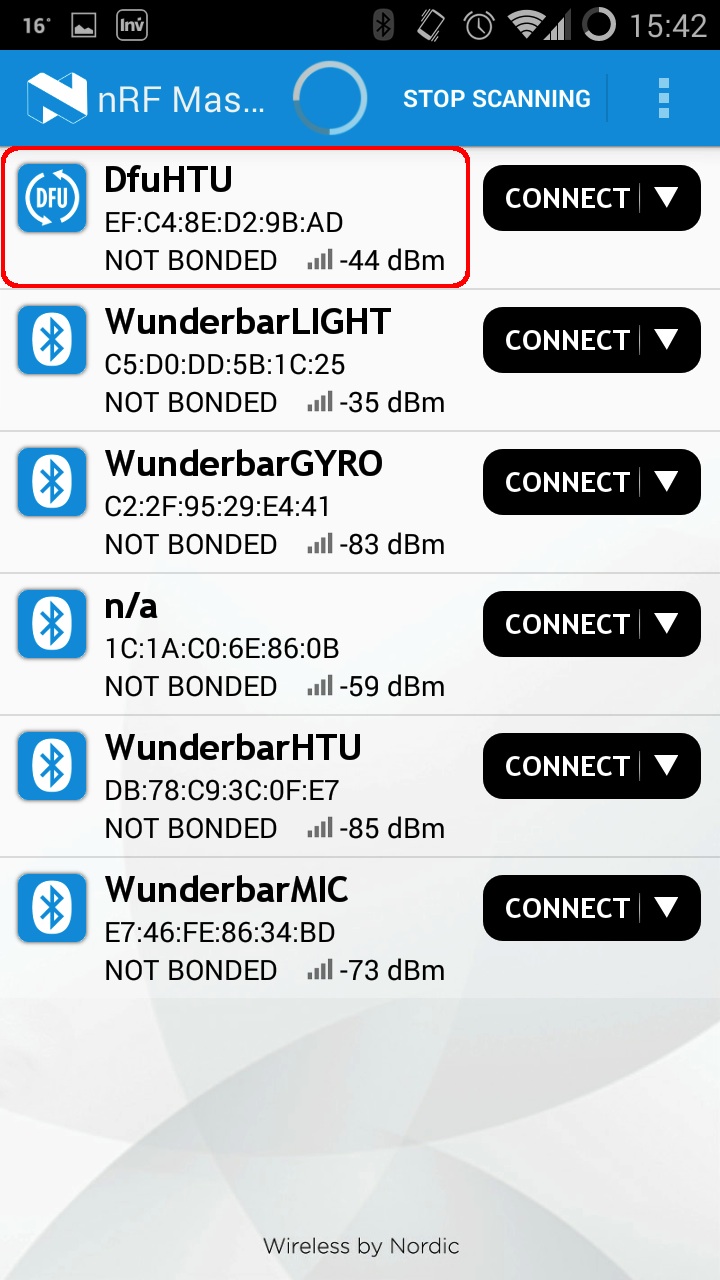 16°
Inv
15:42
nRF Mas...
STOP SCANNING
DFU
DfuHTU
EF:C4:8E:D2:9B:AD
NOT BONDED -44 dBm
CONNECT
WunderbarLIGHT
C5:D0:DD:5B:1C:25
NOT BONDED -35 dBm
CONNECT
WunderbarGYRO
C2:2F:95:29:E4:41
NOT BONDED -83 dBm
CONNECT
n/a
1C:1A:C0:6E:86:0B
NOT BONDED -59 dBm
CONNECT
WunderbarHTU
DB:78:C9:3C:0F:E7
NOT BONDED -85 dBm
CONNECT
WunderbarMIC
E7:46:FE:86:34:BD
NOT BONDED -73 dBm
CONNECT
Wireless by Nordic